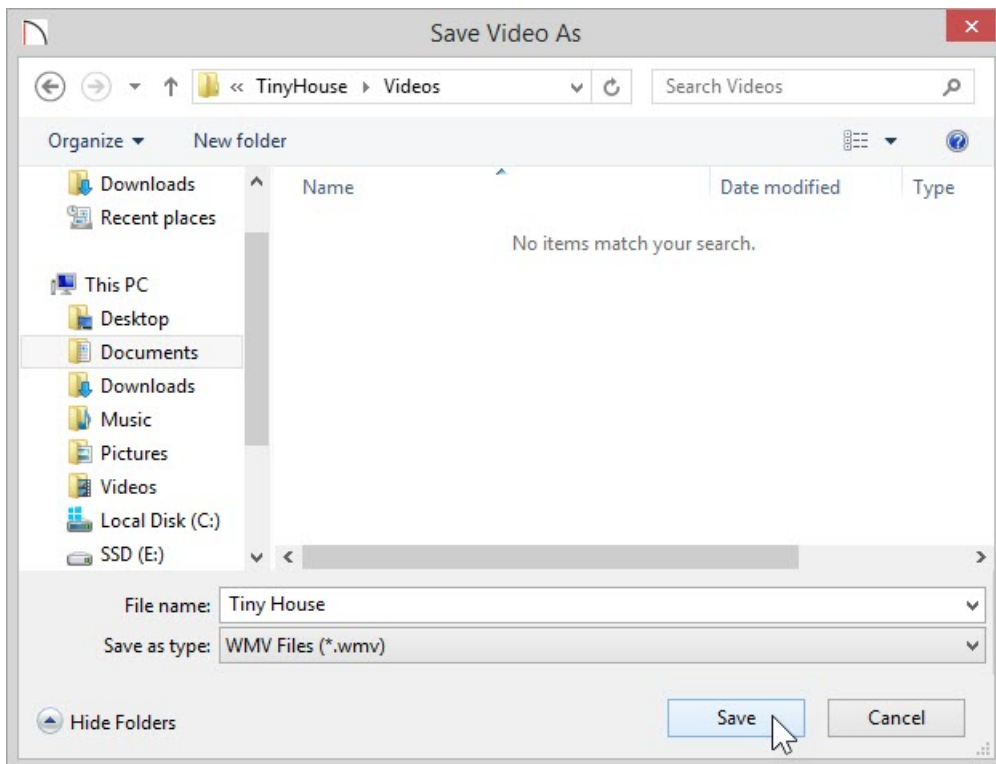 Save Video As
« TinyHouse Videos
Search Videos
Organize
New folder
Name
Date modified
Type
No items match your search.
Downloads
Recent places
This PC
Desktop
Documents
Downloads
Music
Pictures
Videos
Local Disk (C:)
SSD (E:)
File name: Tiny House
Save as type: WMV Files (*.wmv)
Hide Folders
Save
Cancel